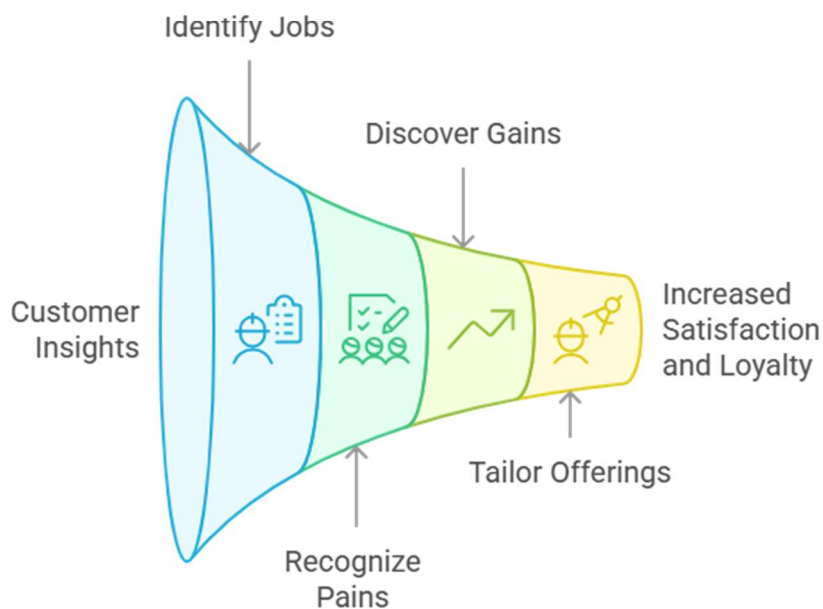 Identify Jobs
Discover Gains
Customer
Insights
Increased
Satisfaction
and Loyalty
Tailor Offerings
Recognize
Pains